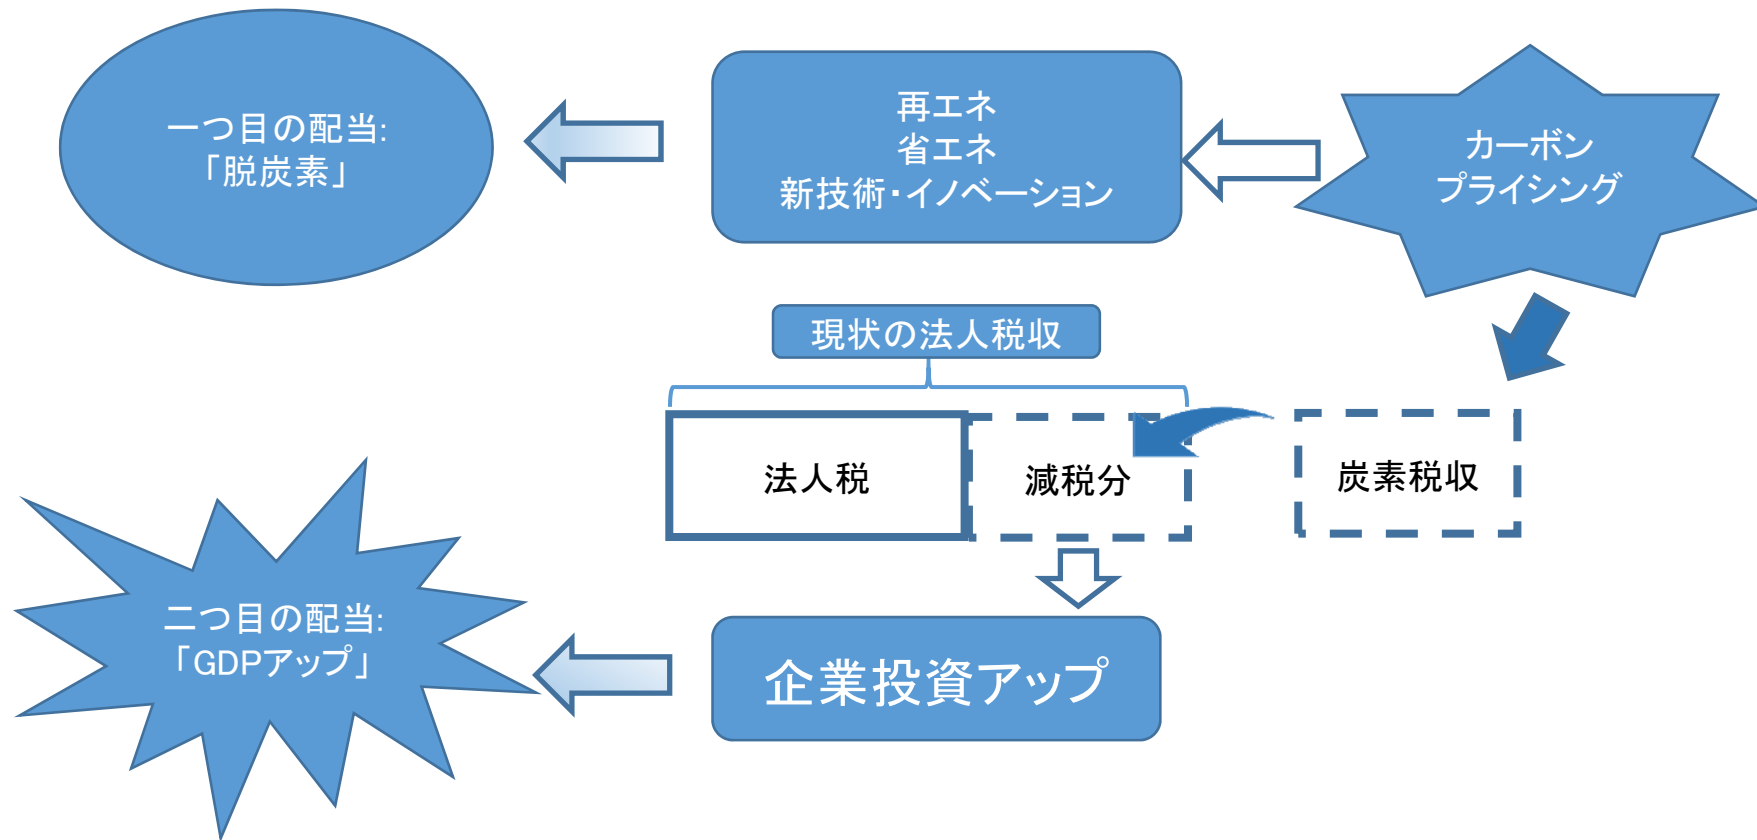 一つ目の配当:
「脱炭素」
再エネ
省エネ
新技術・イノベーション
カーボン
プライシング
現状の法人税収
法人税
減税分
炭素税収
二つ目の配当:
「GDPアップ」
企業投資アップ